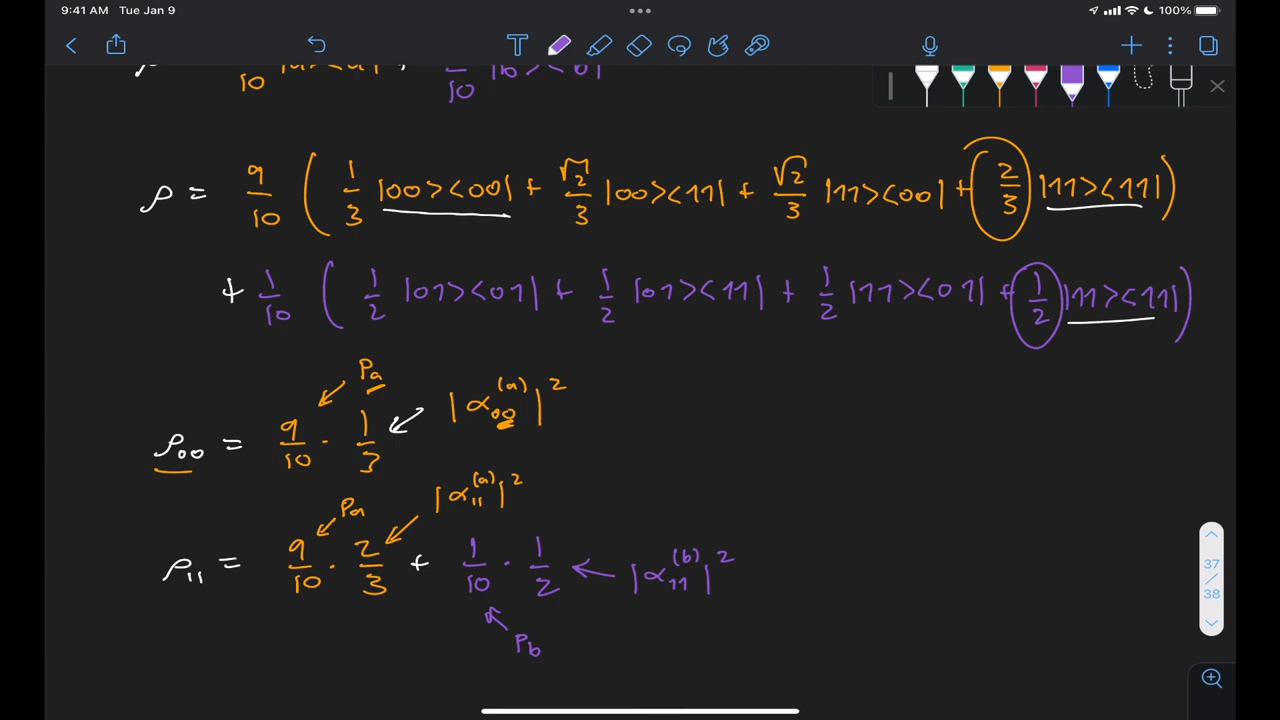 9:41 AM Tue Jan 9 100%
10 |a><a| 10 |b><b|
ρ = 9/10 ( 1/3 |00><00| + √2/3 |00><11| + √2/3 |11><00| + 2/3 |11><11| )
+ 1/10 ( 1/2 |01><01| + 1/2 |01><11| + 1/2 |11><01| + 1/2 |11><11| )
Pa
ρ00 = 9/10 · 1/3 |α00^(a)|^2
Pa |α11^(a)|^2
ρ11 = 9/10 · 2/3 + 1/10 · 1/2 |α11^(b)|^2
Pb
37
/
38